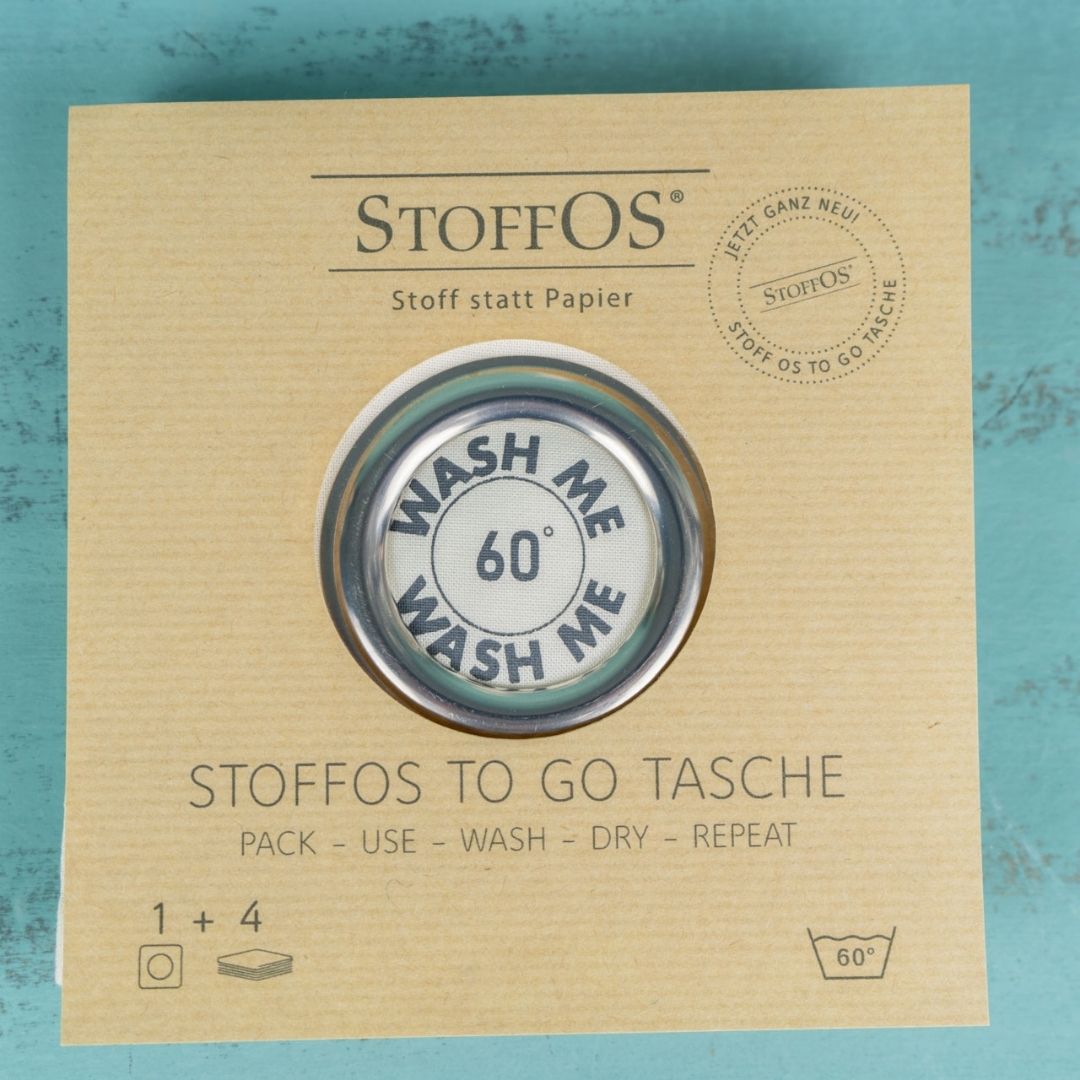 STOFFOS®
Stoff statt Papier
JETZT GANZ NEU!
STOFFOS®
STOFF OS TO GO TASCHE
WASH ME
60°
WASH ME
STOFFOS TO GO TASCHE
PACK – USE – WASH – DRY – REPEAT
1 + 4
60°